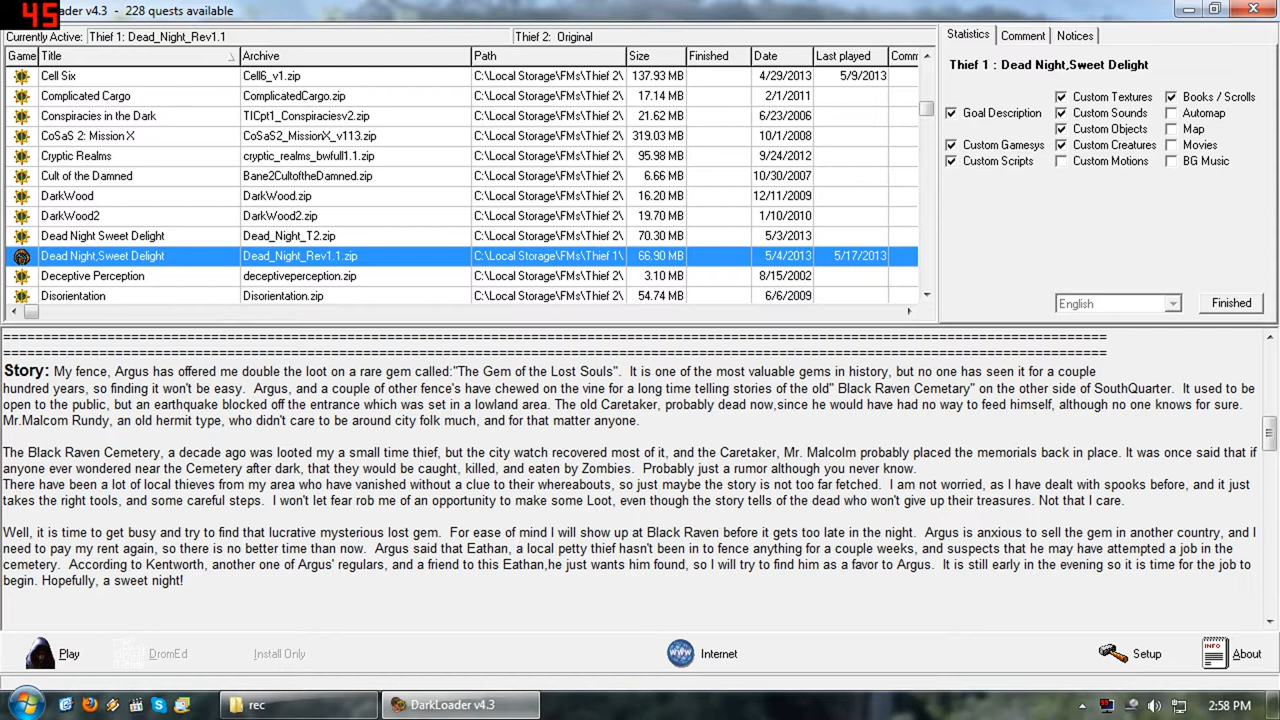 45
Loader v4.3 - 228 quests available
Currently Active: Thief 1: Dead_Night_Rev1.1 Thief 2: Original
Game Title Archive Path Size Finished Date Last played Comm
Cell Six Cell6_v1.zip C:\Local Storage\FMs\Thief 2\ 137.93 MB 4/29/2013 5/9/2013
Complicated Cargo ComplicatedCargo.zip C:\Local Storage\FMs\Thief 2\ 17.14 MB 2/1/2011
Conspiracies in the Dark TICpt1_Conspiraciesv2.zip C:\Local Storage\FMs\Thief 2\ 21.62 MB 6/23/2006
CoSaS 2: Mission X CoSaS2_MissionX_v113.zip C:\Local Storage\FMs\Thief 2\ 319.03 MB 10/1/2008
Cryptic Realms cryptic_realms_bwfull1.1.zip C:\Local Storage\FMs\Thief 2\ 95.98 MB 9/24/2012
Cult of the Damned Bane2CultoftheDamned.zip C:\Local Storage\FMs\Thief 2\ 6.66 MB 10/30/2007
DarkWood DarkWood.zip C:\Local Storage\FMs\Thief 2\ 16.20 MB 12/11/2009
DarkWood2 DarkWood2.zip C:\Local Storage\FMs\Thief 2\ 19.70 MB 1/10/2010
Dead Night Sweet Delight Dead_Night_T2.zip C:\Local Storage\FMs\Thief 2\ 70.30 MB 5/3/2013
Dead Night,Sweet Delight Dead_Night_Rev1.1.zip C:\Local Storage\FMs\Thief 1\ 66.90 MB 5/4/2013 5/17/2013
Deceptive Perception deceptiveperception.zip C:\Local Storage\FMs\Thief 2\ 3.10 MB 8/15/2002
Disorientation Disorientation.zip C:\Local Storage\FMs\Thief 2\ 54.74 MB 6/6/2009
Statistics Comment Notices
Thief 1 : Dead Night,Sweet Delight
Custom Textures Books / Scrolls
Goal Description Custom Sounds Automap
Custom Objects Map
Custom Gamesys Custom Creatures Movies
Custom Scripts Custom Motions BG Music
English Finished
Story: My fence, Argus has offered me double the loot on a rare gem called:"The Gem of the Lost Souls". It is one of the most valuable gems in history, but no one has seen it for a couple
hundred years, so finding it won't be easy. Argus, and a couple of other fence's have chewed on the vine for a long time telling stories of the old" Black Raven Cemetary" on the other side of SouthQuarter. It used to be
open to the public, but an earthquake blocked off the entrance which was set in a lowland area. The old Caretaker, probably dead now,since he would have had no way to feed himself, although no one knows for sure.
Mr.Malcom Rundy, an old hermit type, who didn't care to be around city folk much, and for that matter anyone.
The Black Raven Cemetery, a decade ago was looted my a small time thief, but the city watch recovered most of it, and the Caretaker, Mr. Malcolm probably placed the memorials back in place. It was once said that if
anyone ever wondered near the Cemetery after dark, that they would be caught, killed, and eaten by Zombies. Probably just a rumor although you never know.
There have been a lot of local thieves from my area who have vanished without a clue to their whereabouts, so just maybe the story is not too far fetched. I am not worried, as I have dealt with spooks before, and it just
takes the right tools, and some careful steps. I won't let fear rob me of an opportunity to make some Loot, even though the story tells of the dead who won't give up their treasures. Not that I care.
Well, it is time to get busy and try to find that lucrative mysterious lost gem. For ease of mind I will show up at Black Raven before it gets too late in the night. Argus is anxious to sell the gem in another country, and I
need to pay my rent again, so there is no better time than now. Argus said that Eathan, a local petty thief hasn't been in to fence anything for a couple weeks, and suspects that he may have attempted a job in the
cemetery. According to Kentworth, another one of Argus' regulars, and a friend to this Eathan,he just wants him found, so I will try to find him as a favor to Argus. It is still early in the evening so it is time for the job to
begin. Hopefully, a sweet night!
Play DromEd Install Only Internet Setup About
rec DarkLoader v4.3 2:58 PM